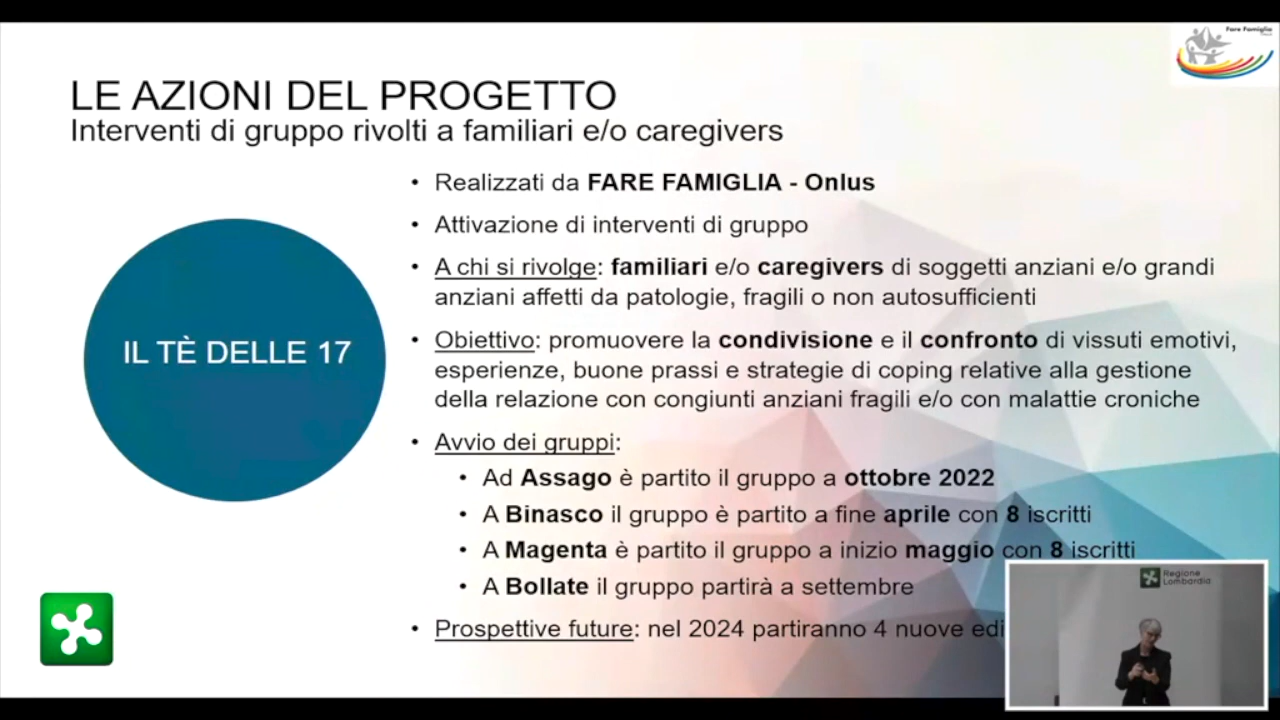 Fare Famiglia
LE AZIONI DEL PROGETTO
Interventi di gruppo rivolti a familiari e/o caregivers
IL TÈ DELLE 17
• Realizzati da FARE FAMIGLIA - Onlus
• Attivazione di interventi di gruppo
• A chi si rivolge: familiari e/o caregivers di soggetti anziani e/o grandi
anziani affetti da patologie, fragili o non autosufficienti
• Obiettivo: promuovere la condivisione e il confronto di vissuti emotivi,
esperienze, buone prassi e strategie di coping relative alla gestione
della relazione con congiunti anziani fragili e/o con malattie croniche
• Avvio dei gruppi:
• Ad Assago è partito il gruppo a ottobre 2022
• A Binasco il gruppo è partito a fine aprile con 8 iscritti
• A Magenta è partito il gruppo a inizio maggio con 8 iscritti
• A Bollate il gruppo partirà a settembre
• Prospettive future: nel 2024 partiranno 4 nuove edi
Regione
Lombardia